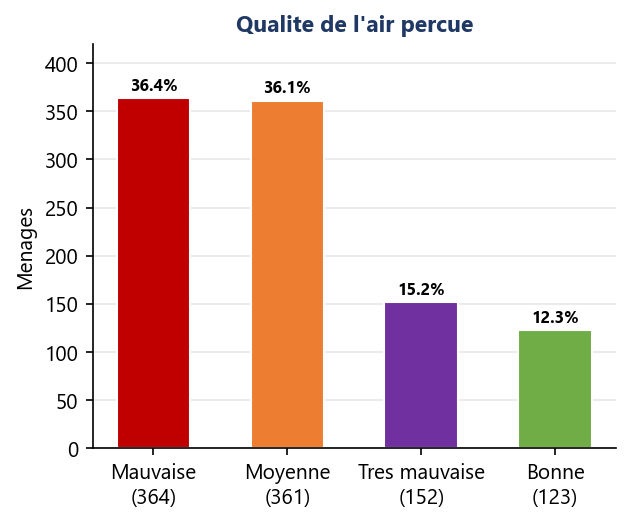 Qualite de l'air percue
Menages
400
350
300
250
200
150
100
50
0
36.4%
36.1%
15.2%
12.3%
Mauvaise
(364)
Moyenne
(361)
Tres mauvaise
(152)
Bonne
(123)